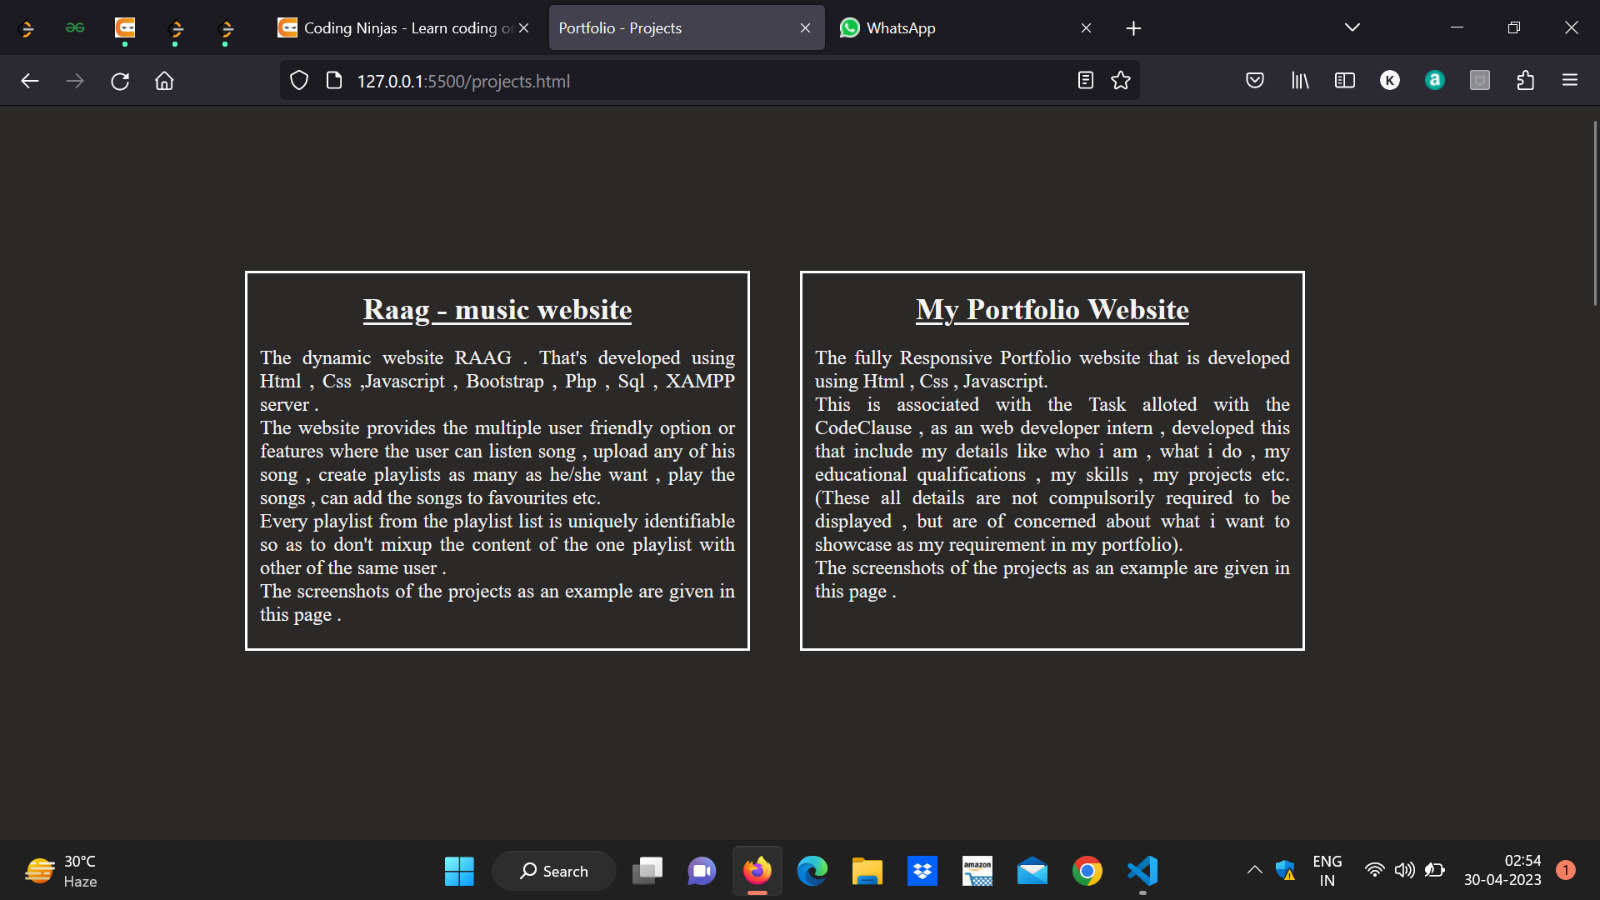 Coding Ninjas - Learn coding or
Portfolio - Projects
WhatsApp
127.0.0.1:5500/projects.html
K
a
Raag - music website
The dynamic website RAAG . That's developed using
Html , Css ,Javascript , Bootstrap , Php , Sql , XAMPP
server .
The website provides the multiple user friendly option or
features where the user can listen song , upload any of his
song , create playlists as many as he/she want , play the
songs , can add the songs to favourites etc.
Every playlist from the playlist list is uniquely identifiable
so as to don't mixup the content of the one playlist with
other of the same user .
The screenshots of the projects as an example are given in
this page .
My Portfolio Website
The fully Responsive Portfolio website that is developed
using Html , Css , Javascript.
This is associated with the Task alloted with the
CodeClause , as an web developer intern , developed this
that include my details like who i am , what i do , my
educational qualifications , my skills , my projects etc.
(These all details are not compulsorily required to be
displayed , but are of concerned about what i want to
showcase as my requirement in my portfolio).
The screenshots of the projects as an example are given in
this page .
30°C
Haze
Search
amazon
ENG
IN
02:54
30-04-2023
1